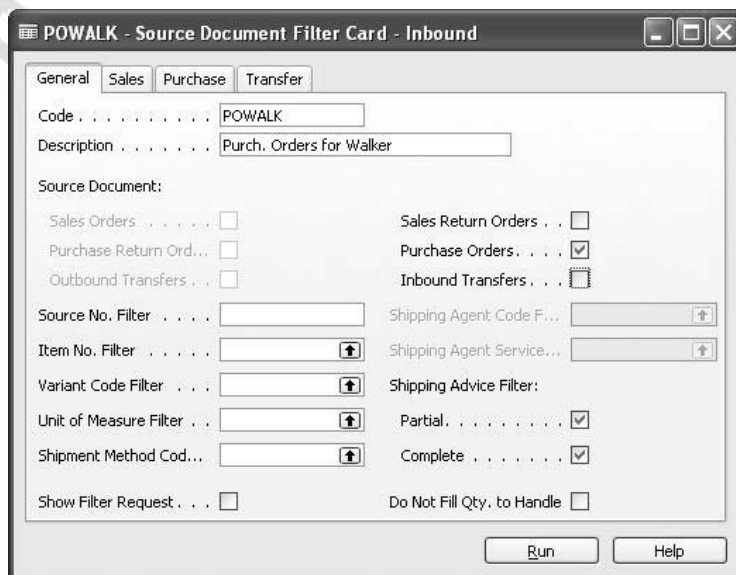 POWALK - Source Document Filter Card - Inbound
General Sales Purchase Transfer
Code . . . . . . . . . . POWALK
Description . . . . . . . Purch. Orders for Walker
Source Document:
Sales Orders . . . . . Sales Return Orders . .
Purchase Return Ord... Purchase Orders. . . .
Outbound Transfers . . Inbound Transfers . . .
Source No. Filter . . . . Shipping Agent Code F...
Item No. Filter . . . . . Shipping Agent Service...
Variant Code Filter . . . Shipping Advice Filter:
Unit of Measure Filter . . Partial. . . . . . . . .
Shipment Method Cod... Complete . . . . . . .
Show Filter Request . . . Do Not Fill Qty. to Handle
Run Help